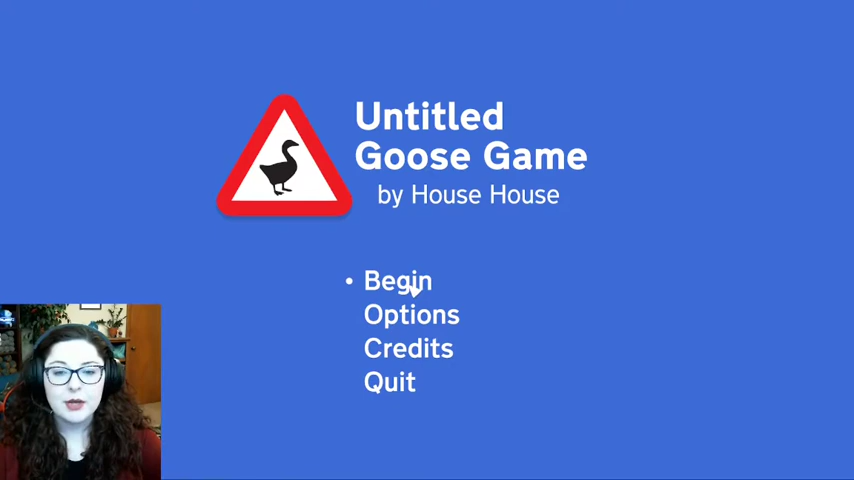 Untitled
Goose Game
by House House
• Begin
Options
Credits
Quit